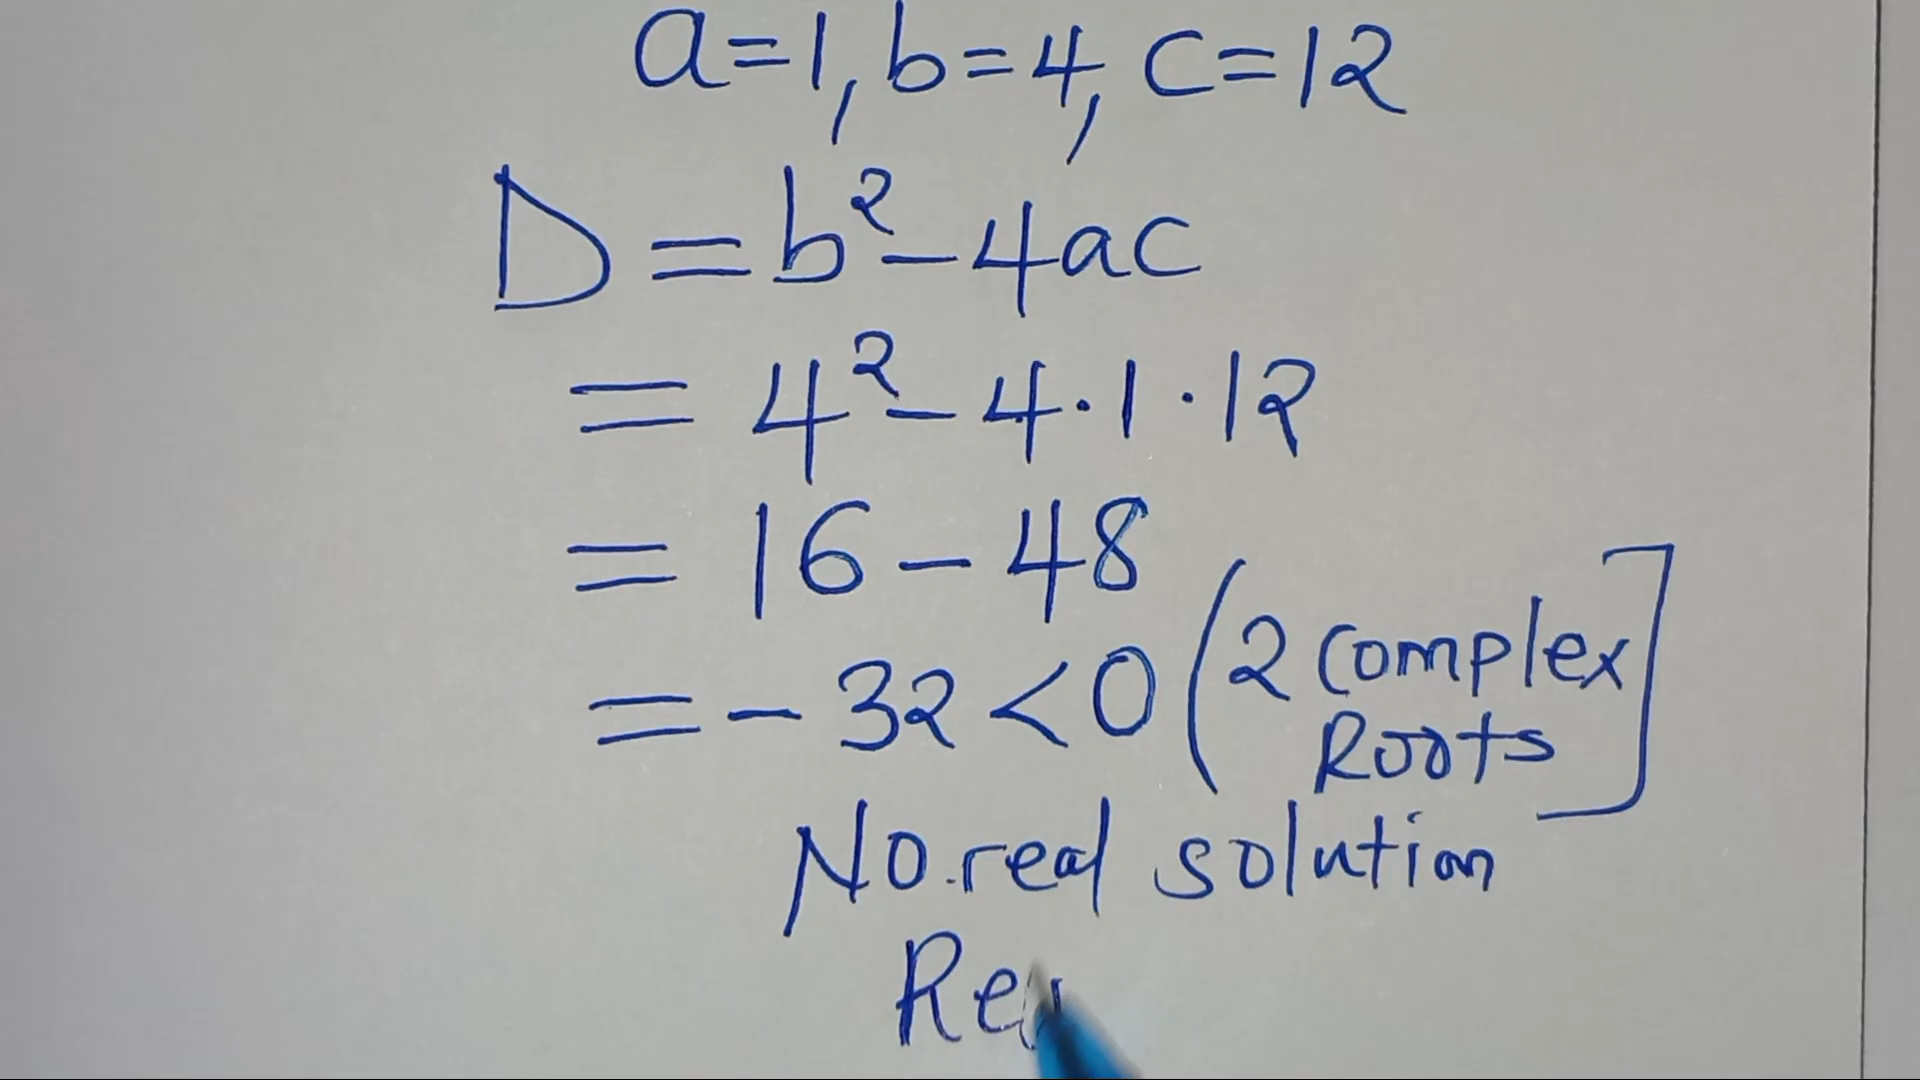 a=1, b=4, c=12
D=b²-4ac
=4²-4·1·12
=16-48
=-32<0 (2 complex
Roots]
No real solution